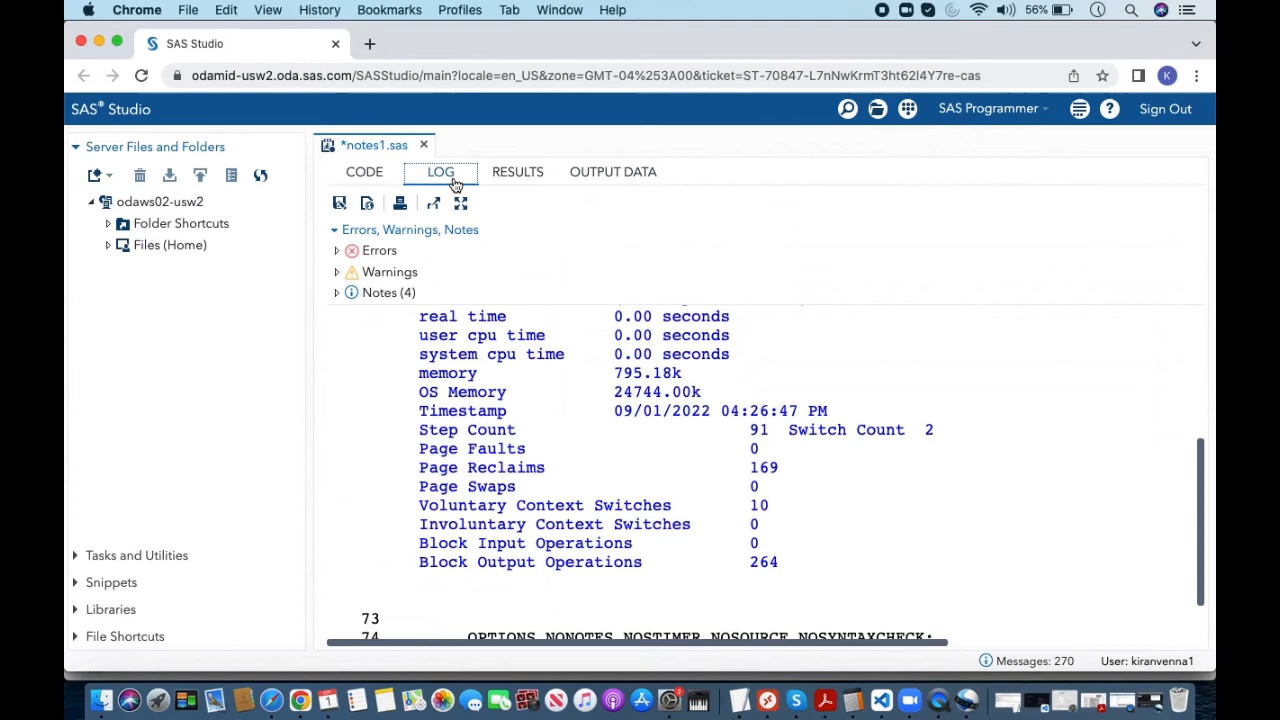 Chrome File Edit View History Bookmarks Profiles Tab Window Help 56%
SAS Studio
odamid-usw2.oda.sas.com/SASStudio/main?locale=en_US&zone=GMT-04%253A00&ticket=ST-70847-L7nNwKrmT3ht62l4Y7re-cas K
SAS® Studio SAS Programmer Sign Out
Server Files and Folders
*notes1.sas
CODE LOG RESULTS OUTPUT DATA
odaws02-usw2
Folder Shortcuts
Files (Home)
Errors, Warnings, Notes
Errors
Warnings
Notes (4)
real time 0.00 seconds
user cpu time 0.00 seconds
system cpu time 0.00 seconds
memory 795.18k
OS Memory 24744.00k
Timestamp 09/01/2022 04:26:47 PM
Step Count 91 Switch Count 2
Page Faults 0
Page Reclaims 169
Page Swaps 0
Voluntary Context Switches 10
Involuntary Context Switches 0
Block Input Operations 0
Block Output Operations 264
73
74 OPTIONS NONOTES NOSTIMER NOSOURCE NOSYNTAXCHECK;
Tasks and Utilities
Snippets
Libraries
File Shortcuts
Messages: 270 User: kiranvenna1